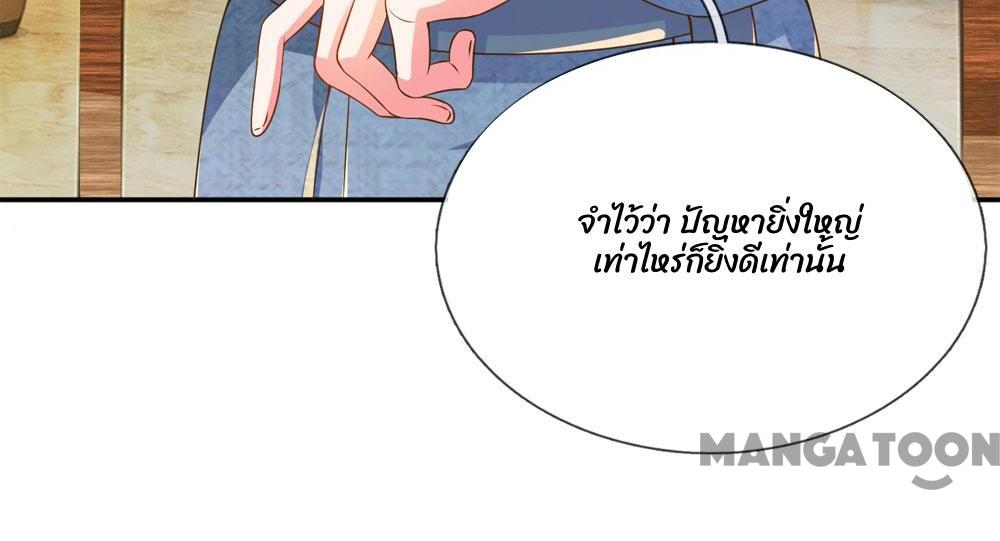 จำไว้ว่า ปัญหายิ่งใหญ่
เท่าไหร่ก็ยิ่งดีเท่านั้น
MANGATOON